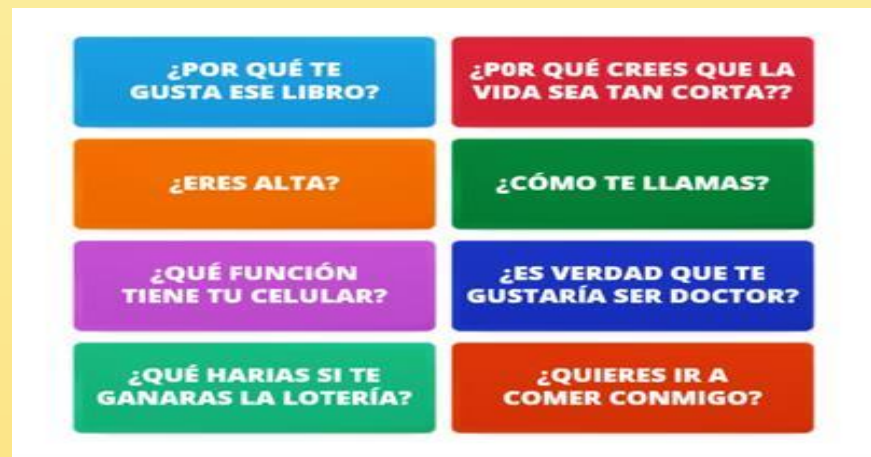 ¿POR QUÉ TE
GUSTA ESE LIBRO?
¿P0R QUÉ CREES QUE LA
VIDA SEA TAN CORTA??
¿ERES ALTA?
¿CÓMO TE LLAMAS?
¿QUÉ FUNCIÓN
TIENE TU CELULAR?
¿ES VERDAD QUE TE
GUSTARÍA SER DOCTOR?
¿QUÉ HARIAS SI TE
GANARAS LA LOTERÍA?
¿QUIERES IR A
COMER CONMIGO?